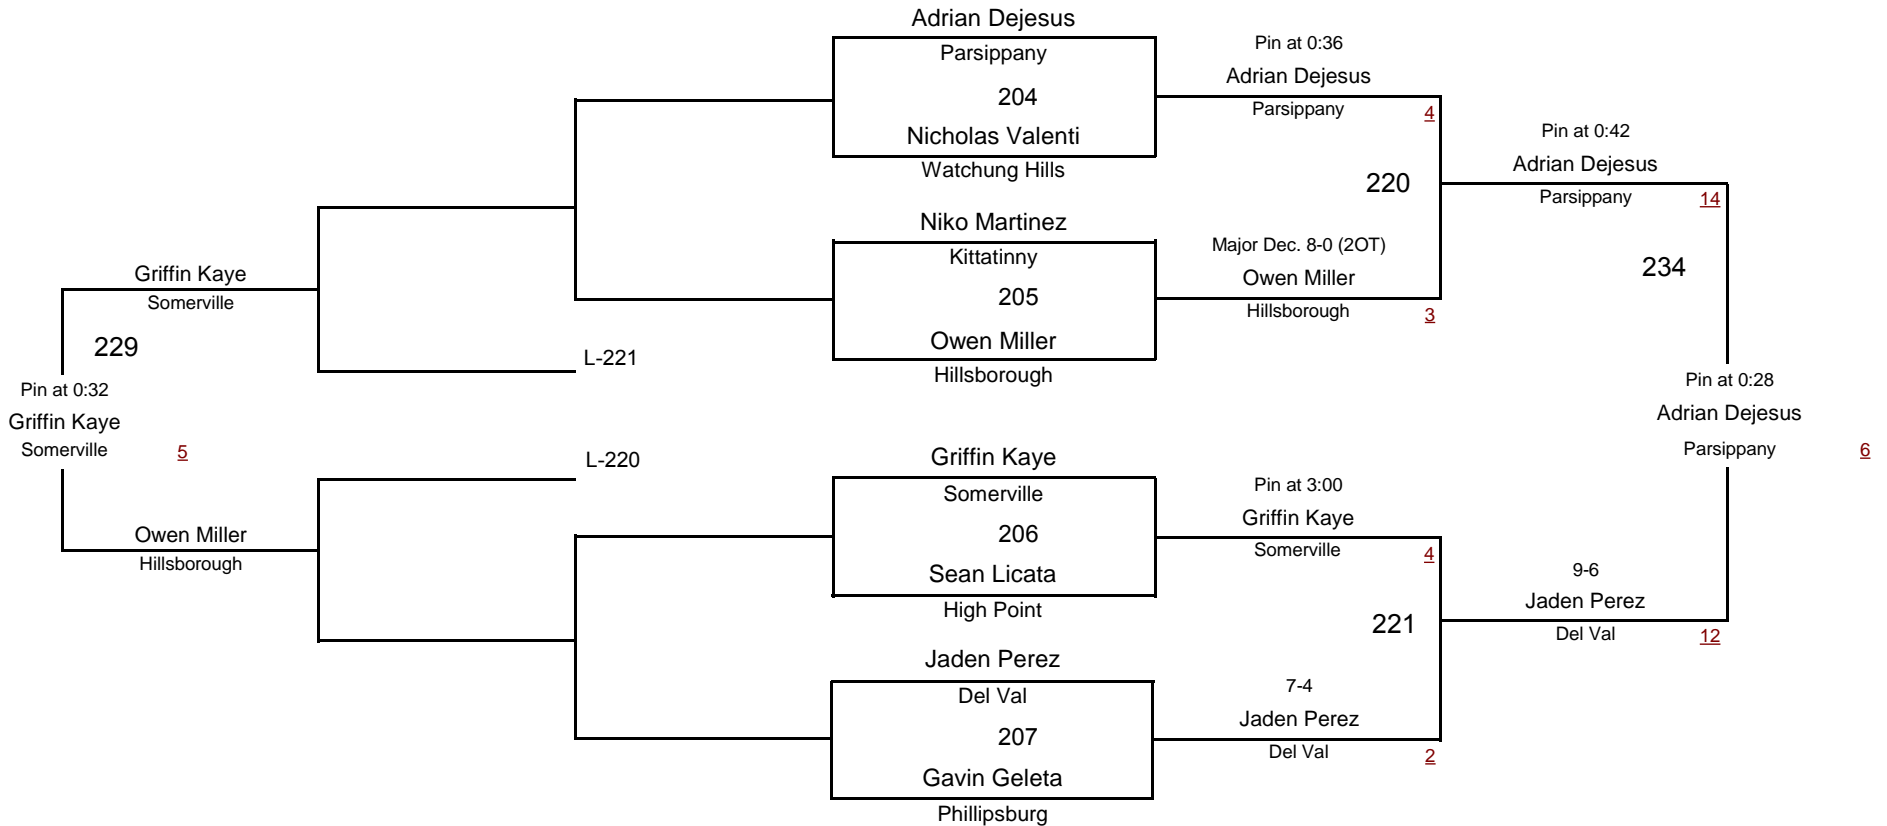 Adrian Dejesus
Parsippany
204
Nicholas Valenti
Watchung Hills
Niko Martinez
Kittatinny
205
Owen Miller
Hillsborough
Griffin Kaye
Somerville
206
Sean Licata
High Point
Jaden Perez
Del Val
207
Gavin Geleta
Phillipsburg
Pin at 0:36
Adrian Dejesus
Parsippany
4
220
Major Dec. 8-0 (2OT)
Owen Miller
Hillsborough
3
Pin at 3:00
Griffin Kaye
Somerville
4
221
7-4
Jaden Perez
Del Val
2
Pin at 0:42
Adrian Dejesus
Parsippany
14
234
9-6
Jaden Perez
Del Val
12
Pin at 0:28
Adrian Dejesus
Parsippany
6
L-221
L-220
Griffin Kaye
Somerville
229
Owen Miller
Hillsborough
Pin at 0:32
Griffin Kaye
Somerville
5